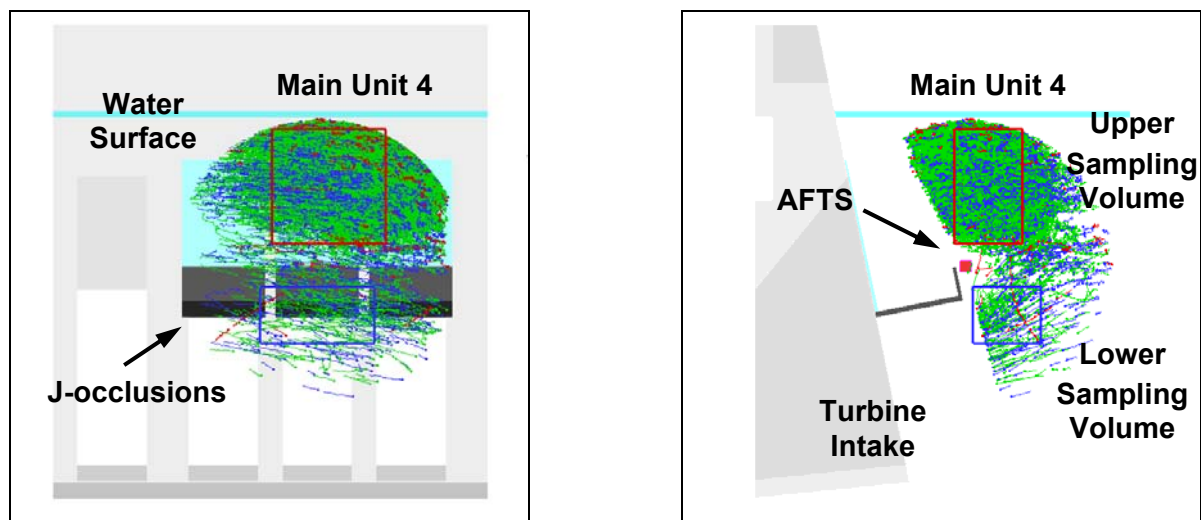 Main Unit 4
Water
Surface
J-occlusions
Main Unit 4
Upper
Sampling
Volume
AFTS
Lower
Sampling
Volume
Turbine
Intake